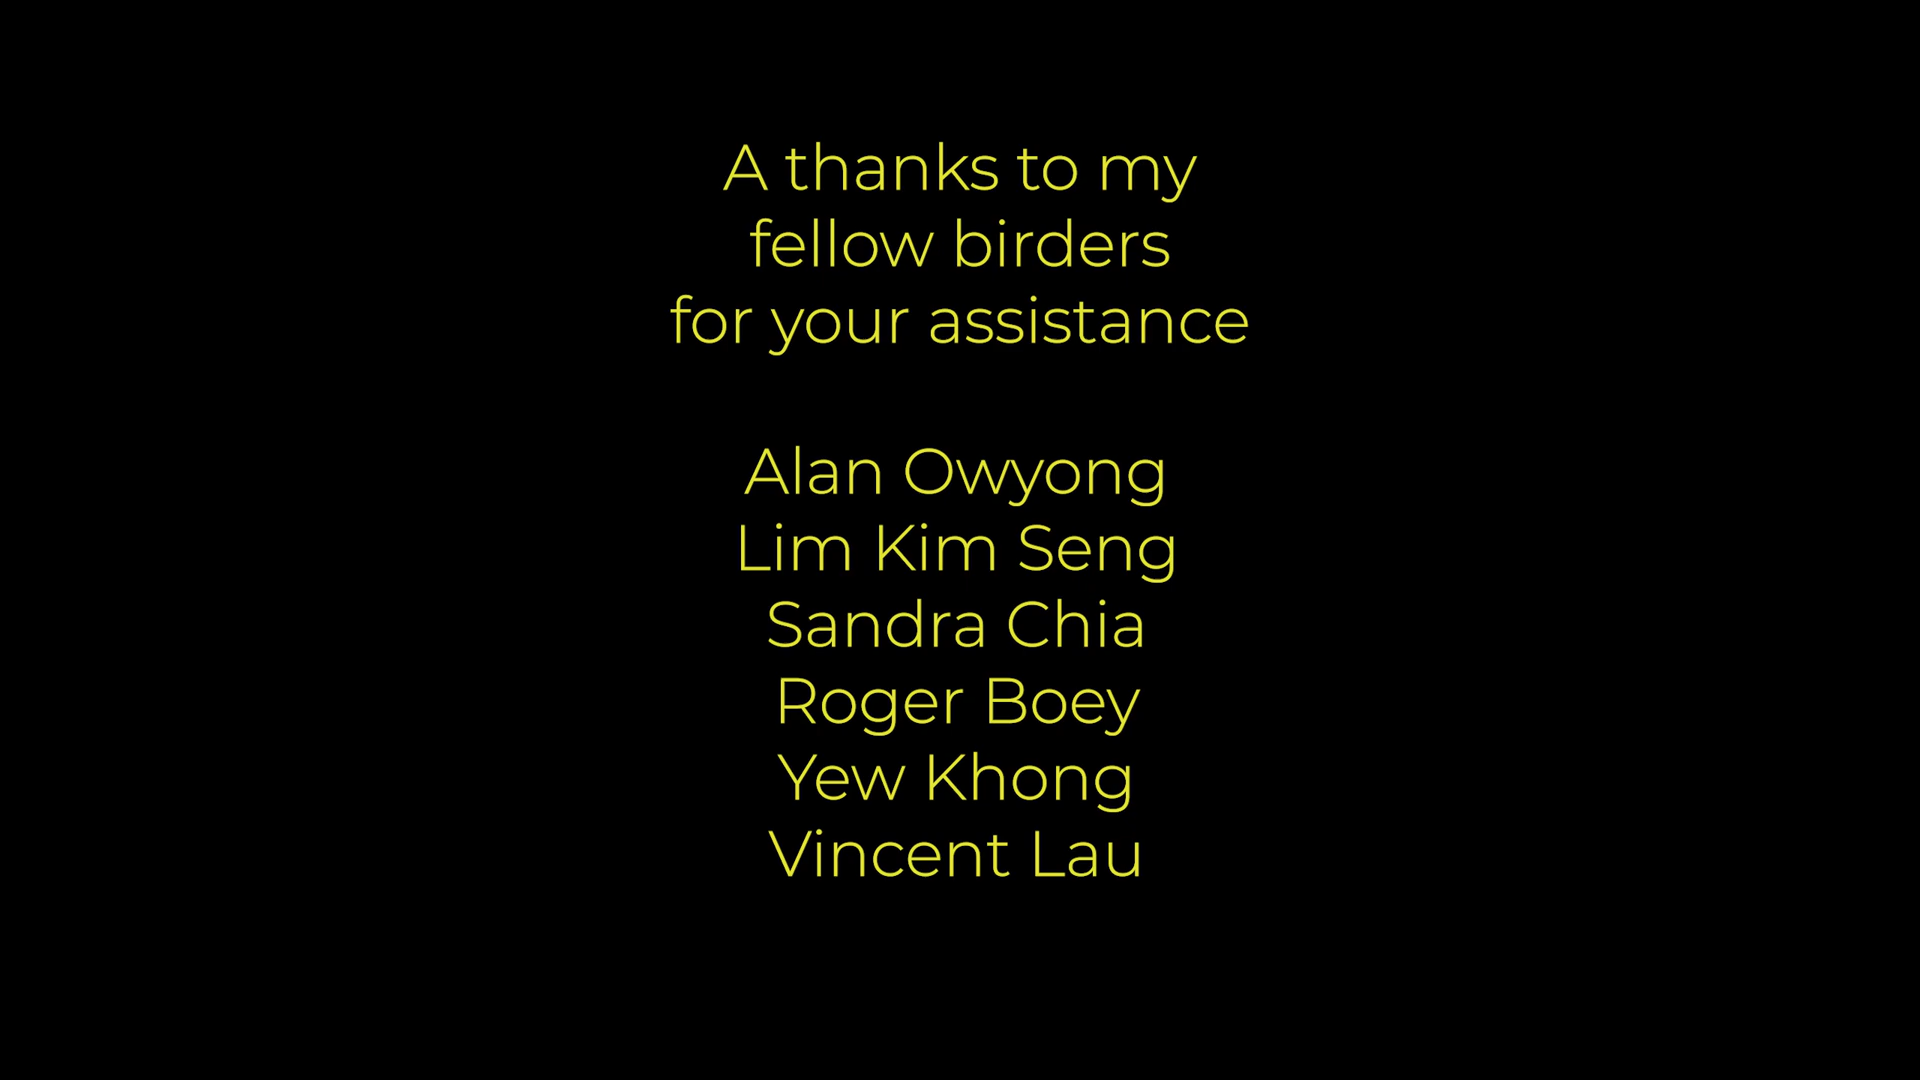 A thanks to my
fellow birders
for your assistance
Alan Owyong
Lim Kim Seng
Sandra Chia
Roger Boey
Yew Khong
Vincent Lau